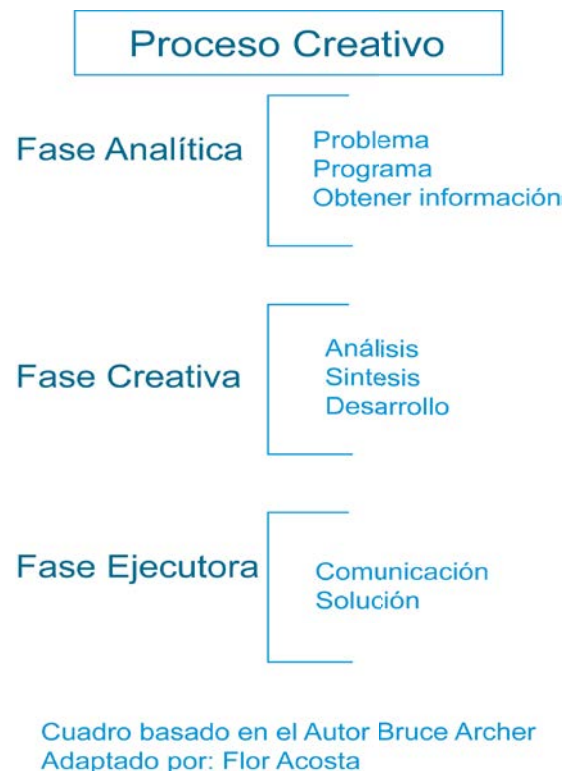 Proceso Creativo
Fase Analítica
Problema
Programa
Obtener información
Fase Creativa
Análisis
Sintesis
Desarrollo
Fase Ejecutora
Comunicación
Solución
Cuadro basado en el Autor Bruce Archer
Adaptado por: Flor Acosta